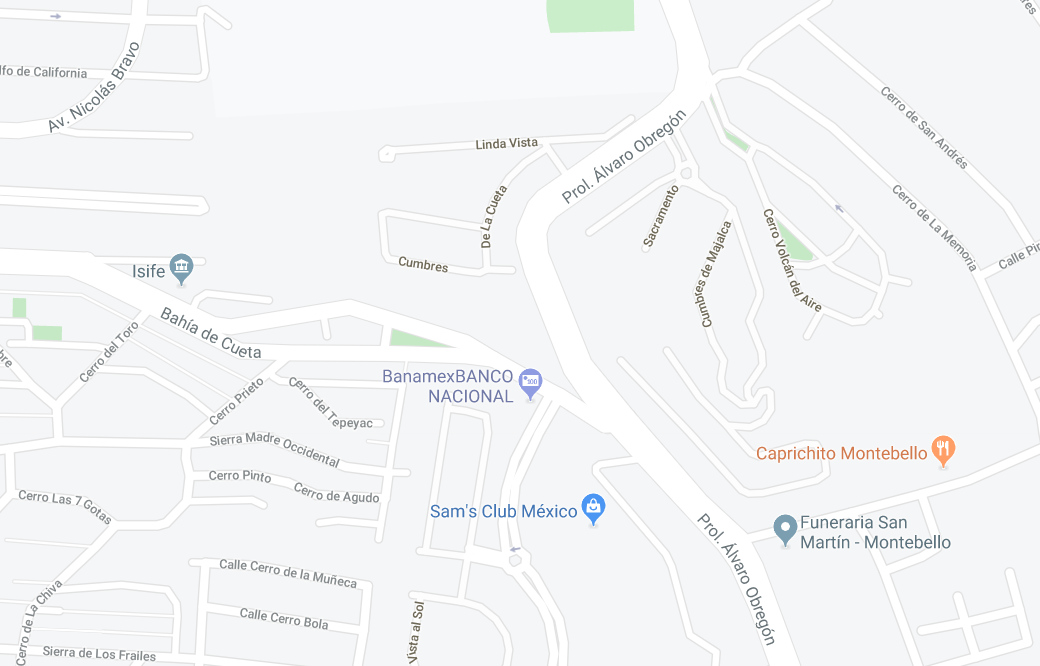 lfo de California
Av. Nicolás Bravo
Linda Vista
Prol. Álvaro Obregón
Cerro de San Andrés
De La Cueta
Sacramento
Cerro de La Memoria
Cumbres
Cumbres de Majalca
Cerro Volcán del Aire
Isife
Bahía de Cueta
Cerro del Toro
BanamexBANCO
NACIONAL
Cerro Prieto
Cerro del Tepeyac
Sierra Madre Occidental
Caprichito Montebello
Cerro Pinto
Cerro de Agudo
Cerro Las 7 Gotas
Sam's Club México
Funeraria San
Martín - Montebello
Prol. Álvaro Obregón
Calle Cerro de la Muñeca
Cerro de La Chiva
Calle Cerro Bola
Vista al Sol
Sierra de Los Frailes